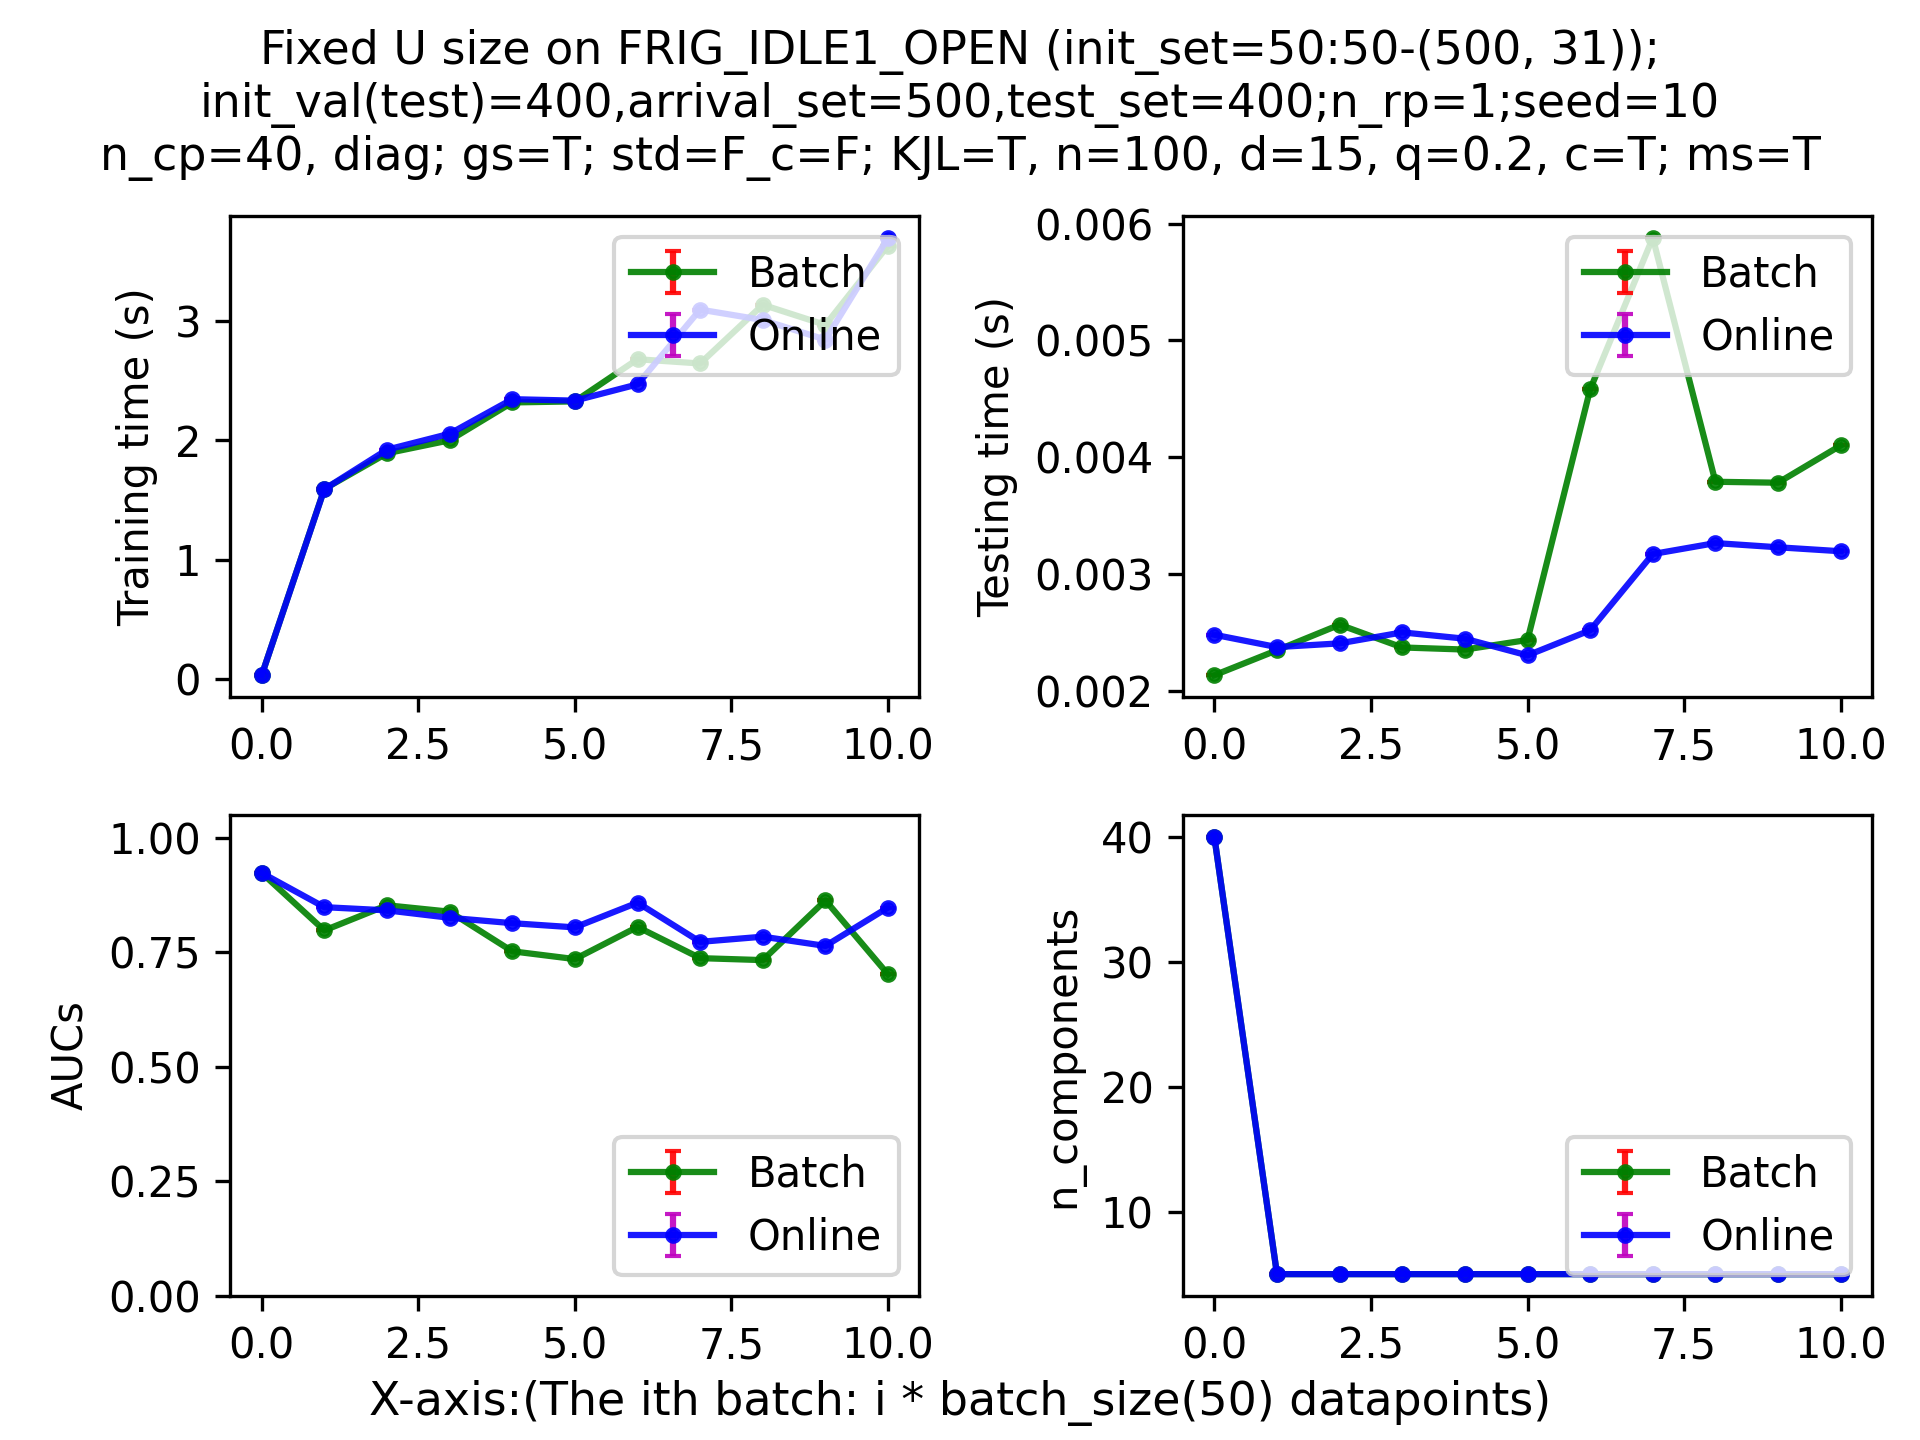 Fixed U size on FRIG_IDLE1_OPEN (init_set=50:50-(500, 31));
init_val(test)=400,arrival_set=500,test_set=400;n_rp=1;seed=10
n_cp=40, diag; gs=T; std=F_c=F; KJL=T, n=100, d=15, q=0.2, c=T; ms=T
Training time (s)
3
2
1
0
0.0 2.5 5.0 7.5 10.0
Batch
Online
Testing time (s)
0.006
0.005
0.004
0.003
0.002
0.0 2.5 5.0 7.5 10.0
Batch
Online
AUCs
1.00
0.75
0.50
0.25
0.00
0.0 2.5 5.0 7.5 10.0
Batch
Online
n_components
40
30
20
10
0.0 2.5 5.0 7.5 10.0
Batch
Online
X-axis:(The ith batch: i * batch_size(50) datapoints)